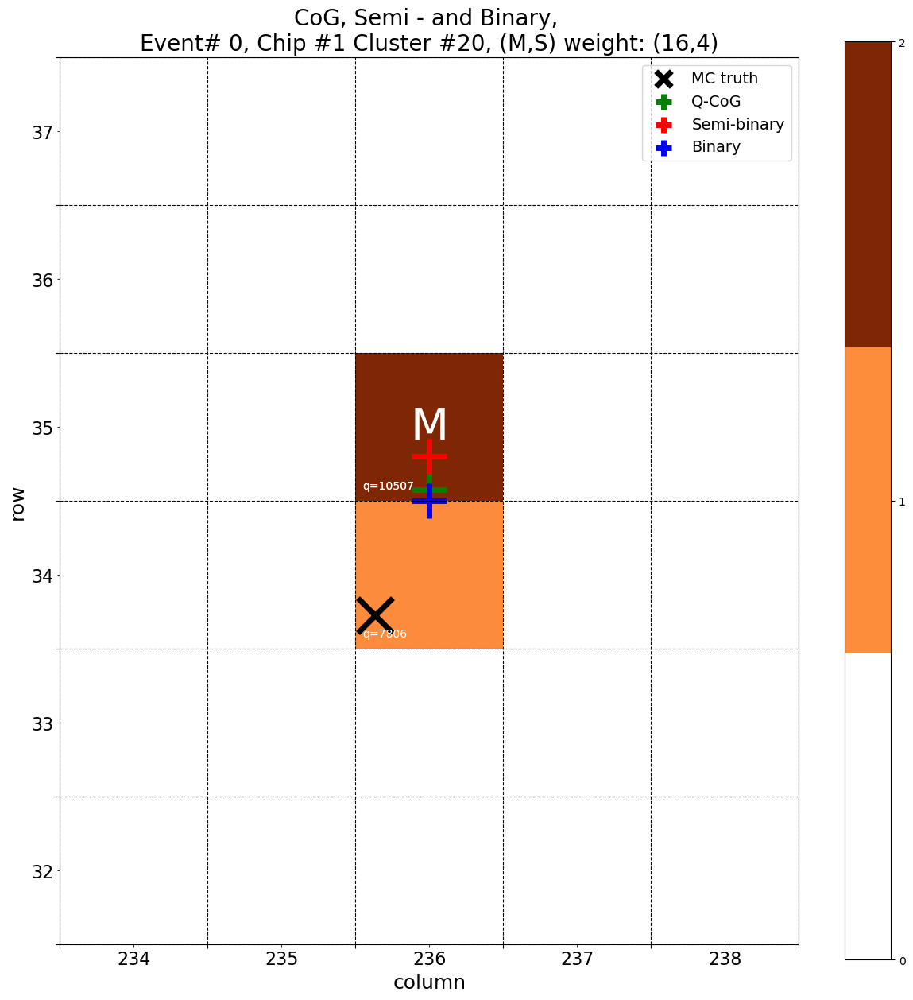 CoG, Semi - and Binary,
Event# 0, Chip #1 Cluster #20, (M,S) weight: (16,4)
MC truth
Q-CoG
Semi-binary
Binary
37
36
35
34
33
32
row
M
q=10507
q=7806
234 235 236 237 238
column
2
1
0